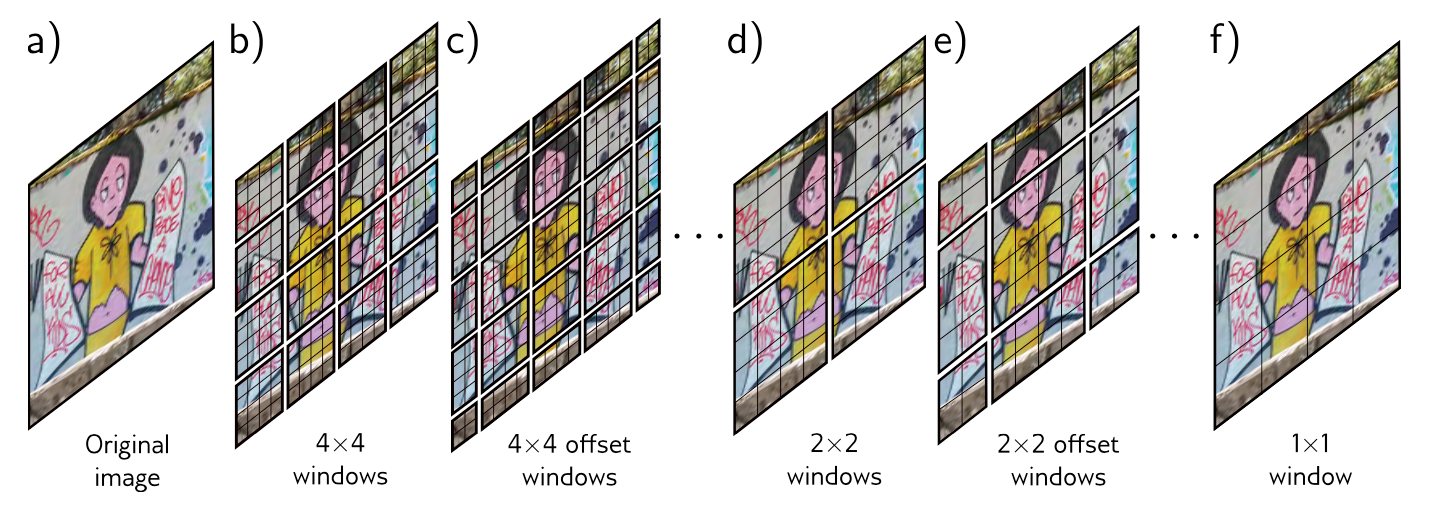 a)
b)
c)
d)
e)
f)
Original
image
4×4
windows
4×4 offset
windows
. . .
2×2
windows
2×2 offset
windows
. . .
1×1
window
FOR